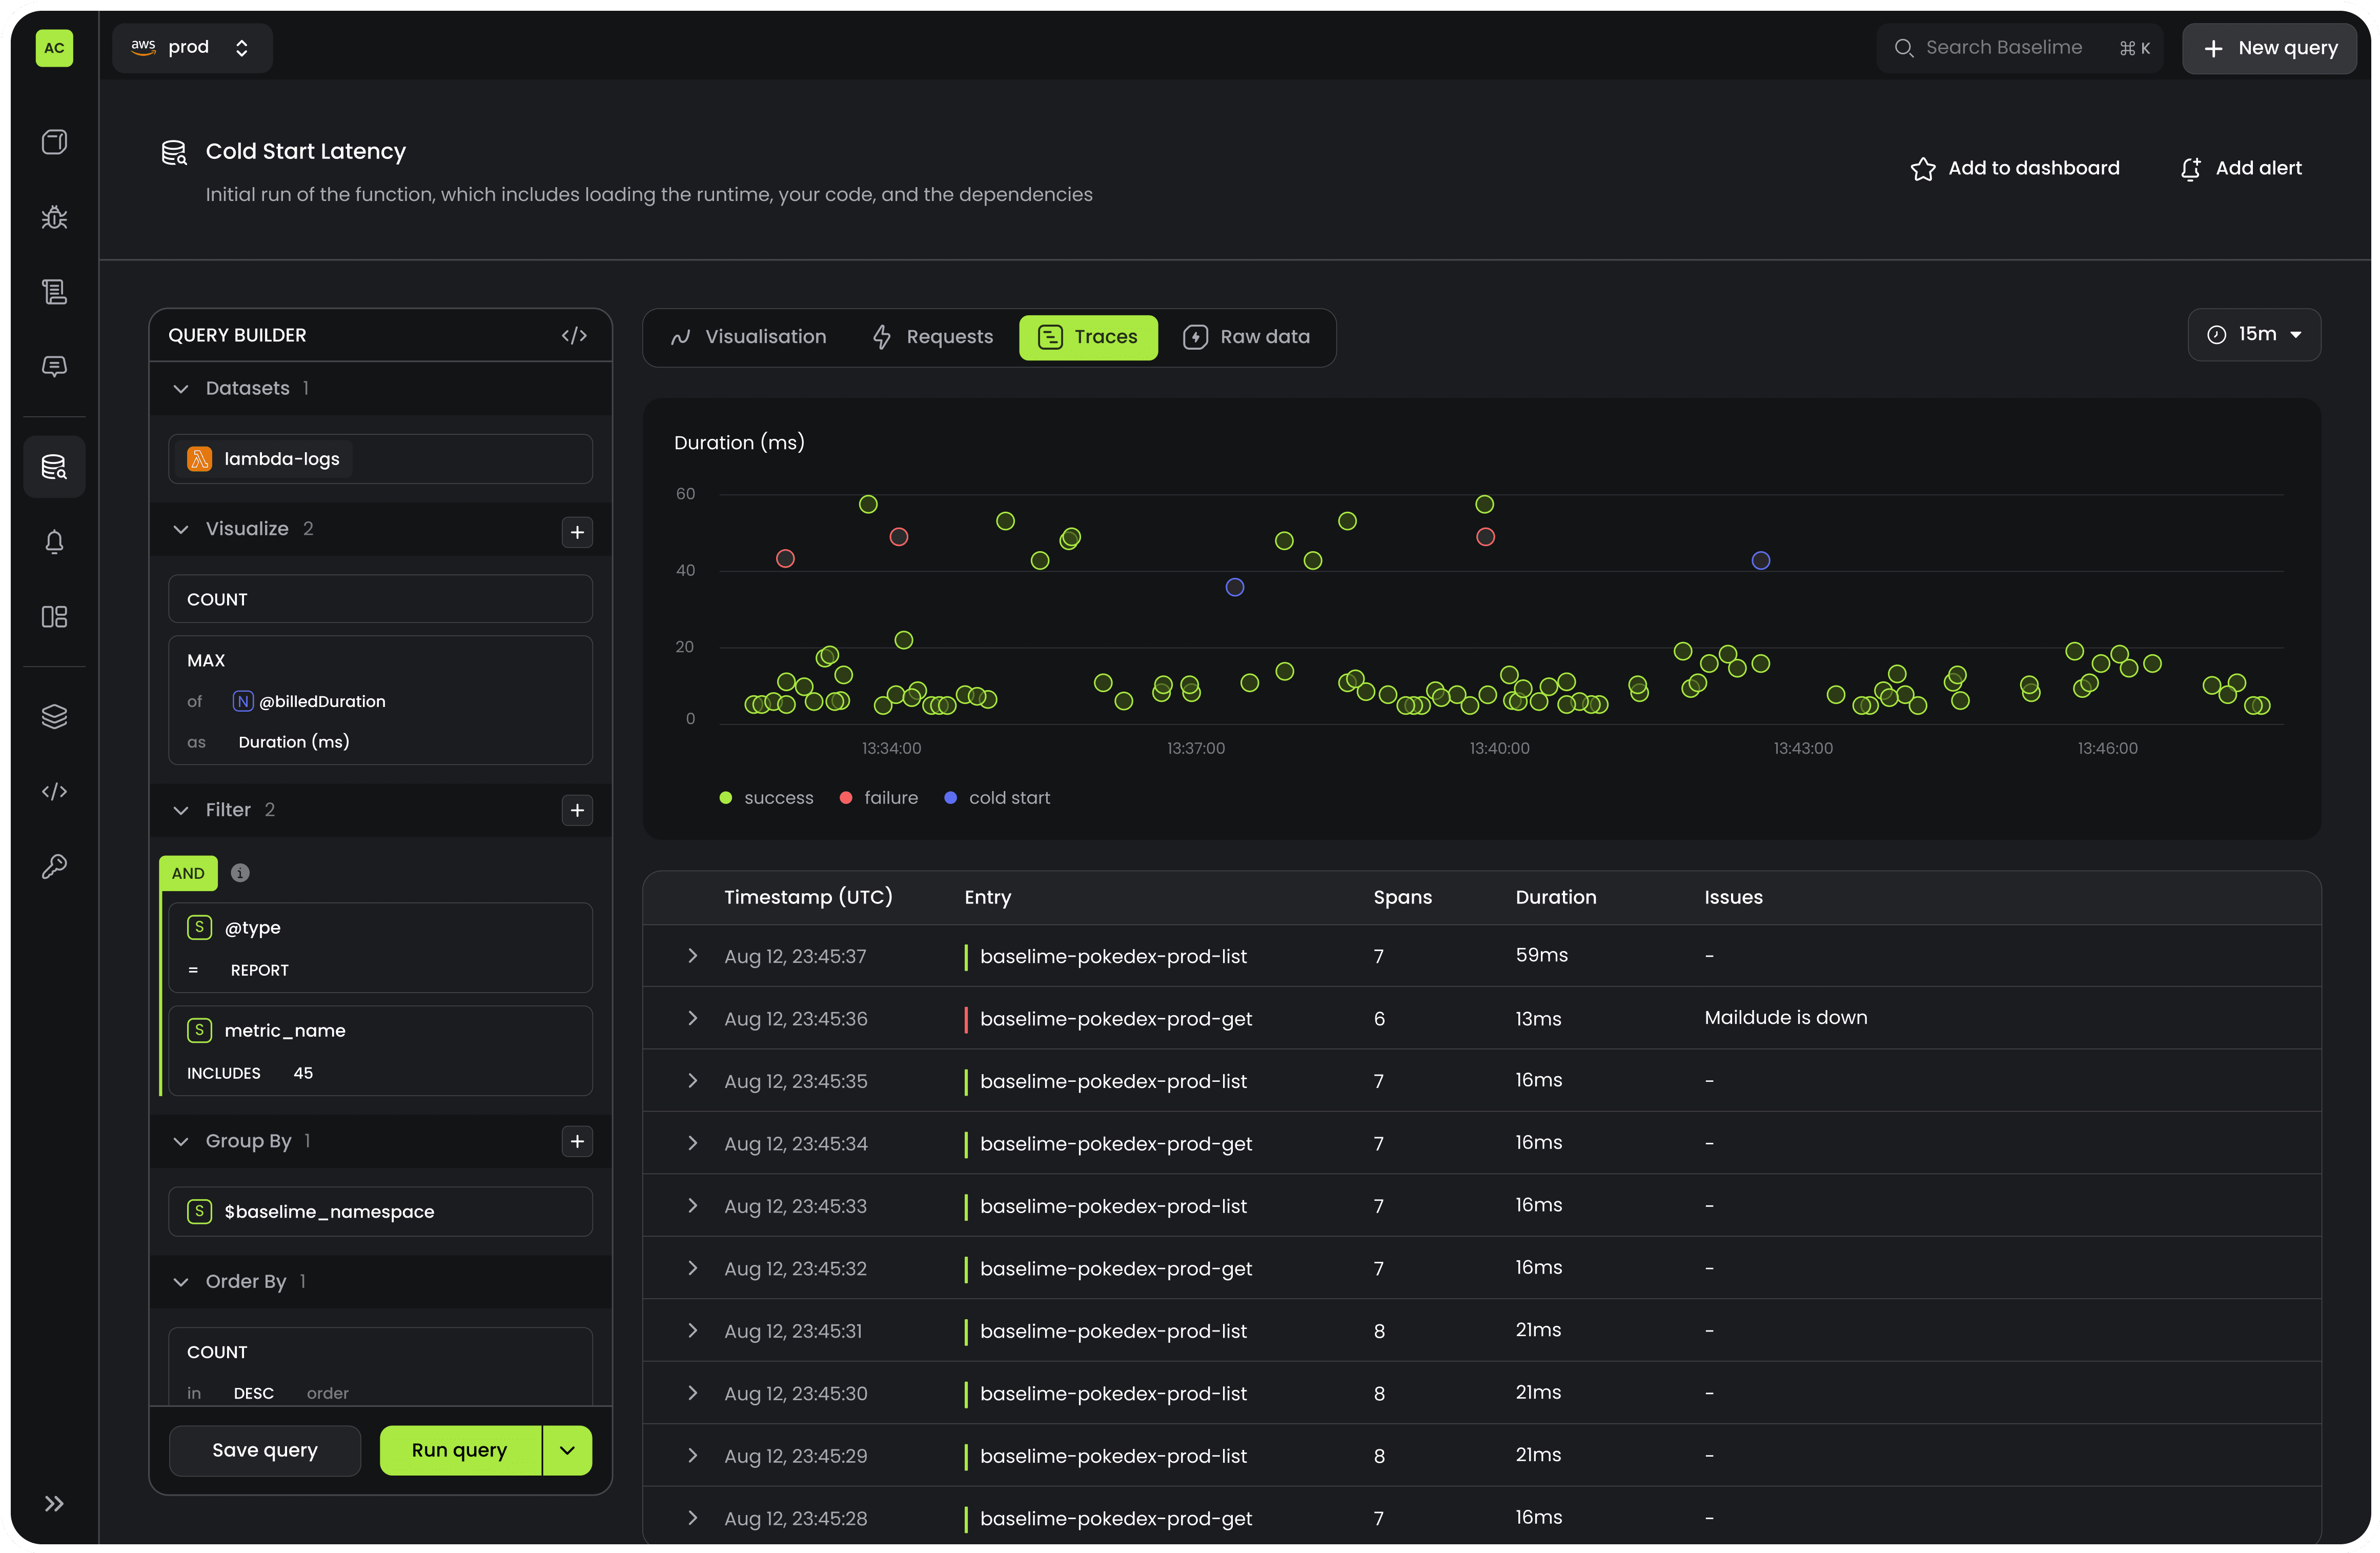 AC
aws prod
Search Baselime ⌘ K
+ New query
Cold Start Latency
Initial run of the function, which includes loading the runtime, your code, and the dependencies
Add to dashboard
Add alert
QUERY BUILDER </>
Datasets 1
lambda-logs
Visualize 2 +
COUNT
MAX
of N @billedDuration
as Duration (ms)
Filter 2 +
AND i
S @type
= REPORT
S metric_name
INCLUDES 45
Group By 1 +
S $baselime_namespace
Order By 1
COUNT
in DESC order
Save query
Run query
Visualisation Requests Traces Raw data
15m
Duration (ms)
60
40
20
0
13:34:00 13:37:00 13:40:00 13:43:00 13:46:00
success failure cold start
Timestamp (UTC) Entry Spans Duration Issues
Aug 12, 23:45:37 baselime-pokedex-prod-list 7 59ms -
Aug 12, 23:45:36 baselime-pokedex-prod-get 6 13ms Maildude is down
Aug 12, 23:45:35 baselime-pokedex-prod-list 7 16ms -
Aug 12, 23:45:34 baselime-pokedex-prod-get 7 16ms -
Aug 12, 23:45:33 baselime-pokedex-prod-list 7 16ms -
Aug 12, 23:45:32 baselime-pokedex-prod-get 7 16ms -
Aug 12, 23:45:31 baselime-pokedex-prod-list 8 21ms -
Aug 12, 23:45:30 baselime-pokedex-prod-list 8 21ms -
Aug 12, 23:45:29 baselime-pokedex-prod-list 8 21ms -
Aug 12, 23:45:28 baselime-pokedex-prod-get 7 16ms -